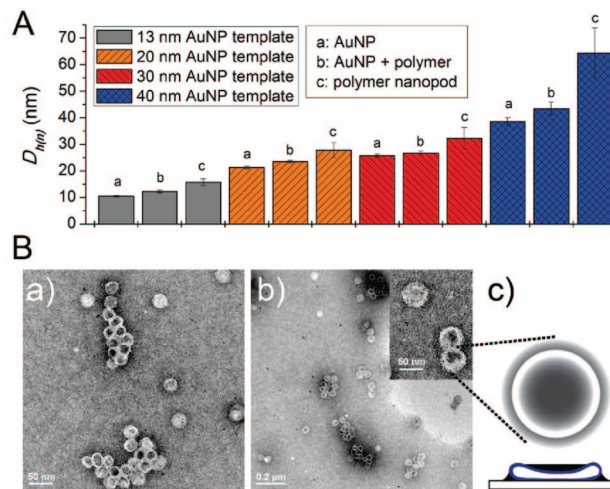 A
D_h(n) (nm)
70
60
50
40
30
20
10
0
13 nm AuNP template
20 nm AuNP template
30 nm AuNP template
40 nm AuNP template
a: AuNP
b: AuNP + polymer
c: polymer nanopod
a b c a b c a b c a b c
B
a)
50 nm
b)
0.2 µm
50 nm
c)